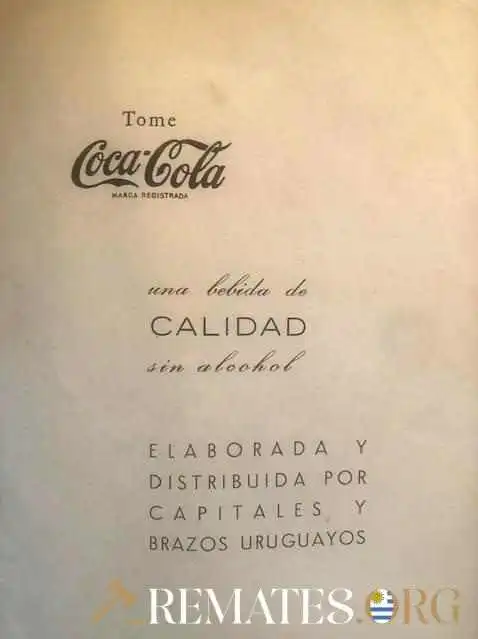 Tome
Coca-Cola
MARCA REGISTRADA
una bebida de
CALIDAD
sin alcohol
ELABORADA Y
DISTRIBUIDA POR
CAPITALES Y
BRAZOS URUGUAYOS
REMATES.ORG